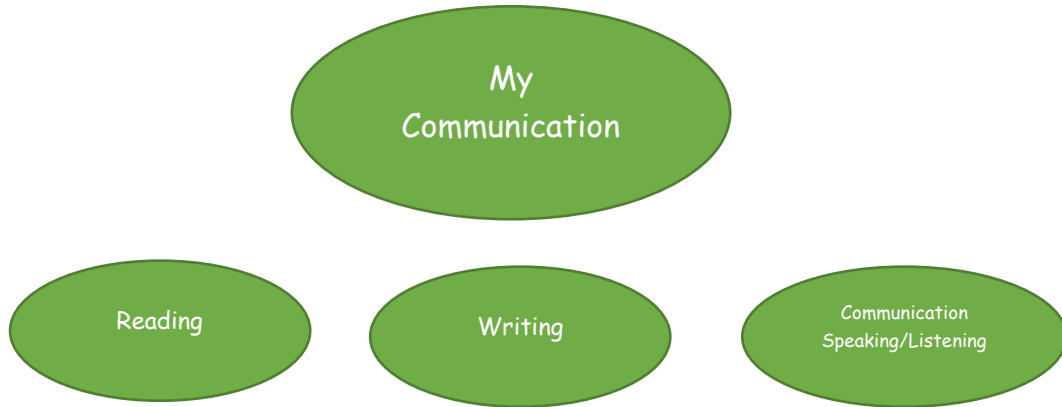 My
Communication
Reading
Writing
Communication
Speaking/Listening